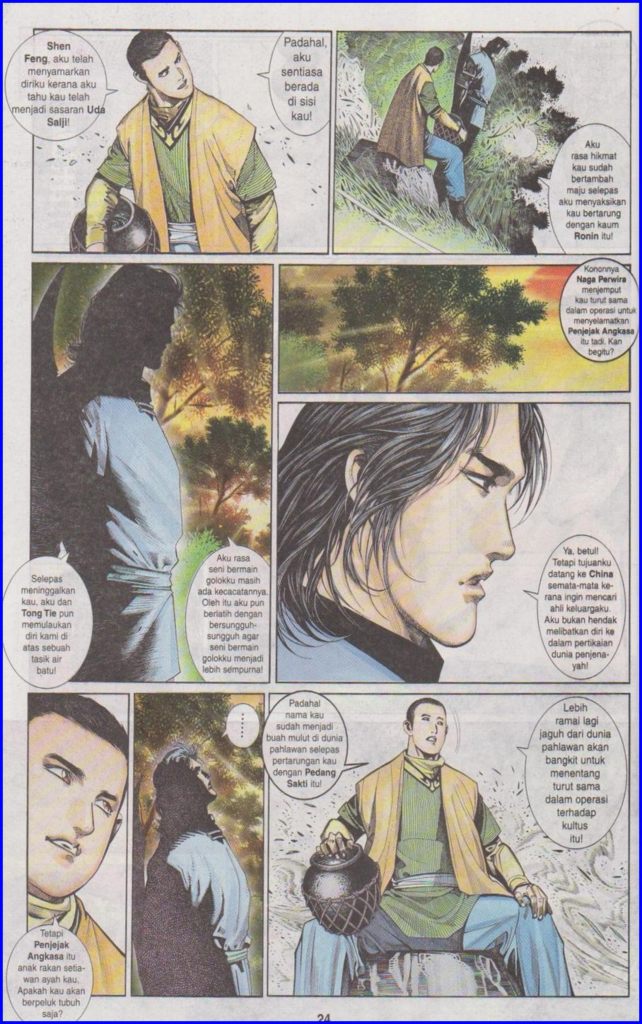 Shen
Feng, aku telah
menyamarkan
diriku kerana aku
tahu kau telah
menjadi sasaran Uda
Salji!
Padahal,
aku
sentiasa
berada
di sisi
kau!
Aku
rasa hikmat
kau sudah
bertambah
maju selepas
aku menyaksikan
kau bertarung
dengan kaum
Ronin itu!
Kononnya
Naga Perwira
menjemput
kau turut sama
dalam operasi untuk
menyelamatkan
Penjejak Angkasa
itu tadi. Kan
begitu?
Selepas
meninggalkan
kau, aku dan
Tong Tie pun
memulaukan
diri kami di
atas sebuah
tasik air
batu!
Aku rasa
seni bermain
golokku masih
ada kecacatannya.
Oleh itu aku pun
berlatih dengan
bersungguh-
sungguh agar
seni bermain
golokku menjadi
lebih sempurna!
Ya, betul!
Tetapi tujuanku
datang ke China
semata-mata ke-
rana ingin mencari
ahli keluargaku.
Aku bukan hendak
melibatkan diri ke
dalam pertikaian
dunia penjena-
yah!
Tetapi
Penjejak
Angkasa itu
anak rakan setia-
wan ayah kau.
Apakah kau akan
berpeluk tubuh
saja?
......
Padahal
nama kau
sudah menjadi
buah mulut di dunia
pahlawan selepas
pertarungan kau
dengan Pedang
Sakti itu!
Lebih
ramai lagi
jaguh dari dunia
pahlawan akan
bangkit untuk
menentang
turut sama
dalam operasi
terhadap
kultus
itu!
24